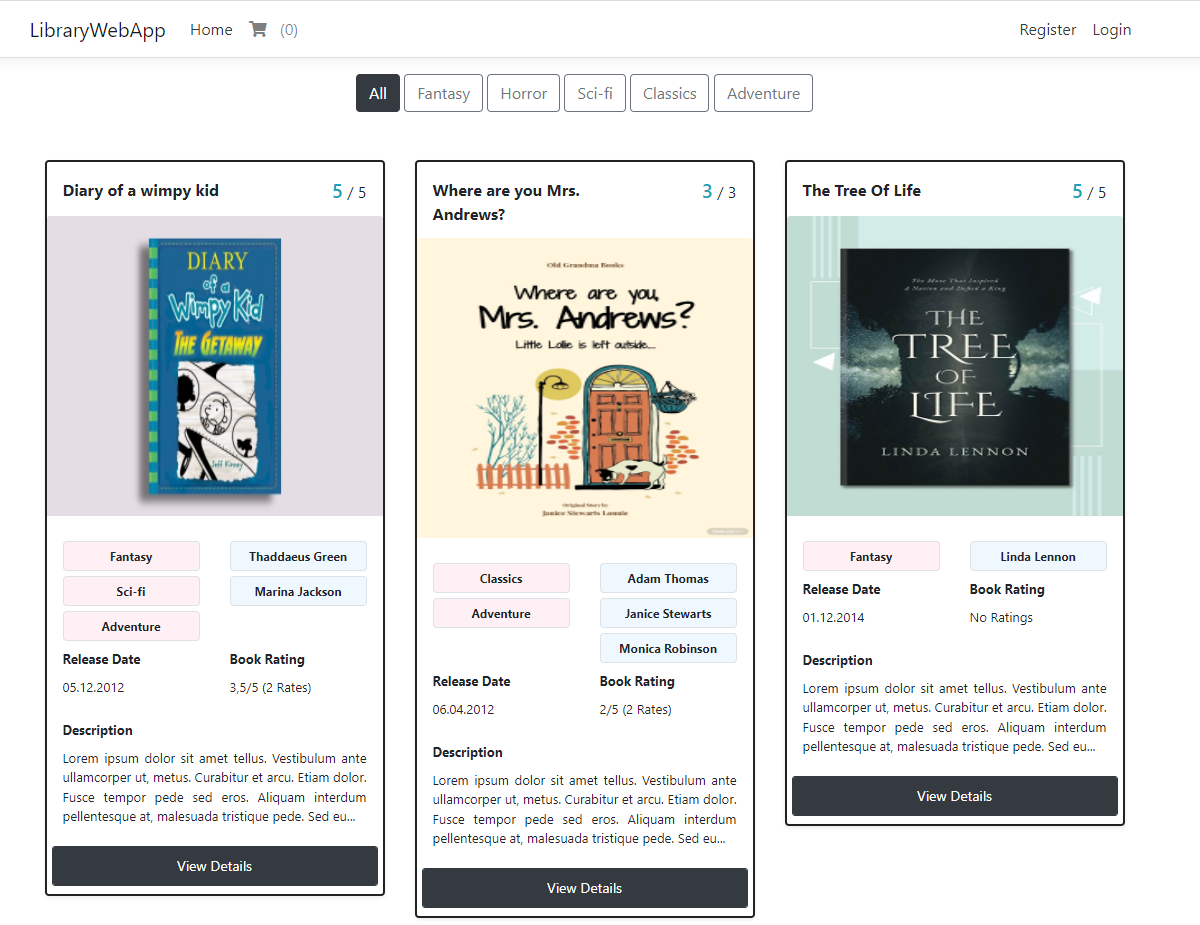 LibraryWebApp Home (0) Register Login
All Fantasy Horror Sci-fi Classics Adventure
Diary of a wimpy kid 5 / 5
DIARY
of a
Wimpy Kid
THE GETAWAY
Jeff Kinney
Fantasy Thaddaeus Green
Sci-fi Marina Jackson
Adventure
Release Date Book Rating
05.12.2012 3,5/5 (2 Rates)
Description
Lorem ipsum dolor sit amet tellus. Vestibulum ante
ullamcorper ut, metus. Curabitur et arcu. Etiam dolor.
Fusce tempor pede sed eros. Aliquam interdum
pellentesque at, malesuada tristique pede. Sed eu...
View Details
Where are you Mrs. 3 / 3
Andrews?
Old Grandma Books
Where are you,
Mrs. Andrews?
Little Lollie is left outside...
Original Story by
Janice Stewarts Lonnie
Classics Adam Thomas
Adventure Janice Stewarts
Monica Robinson
Release Date Book Rating
06.04.2012 2/5 (2 Rates)
Description
Lorem ipsum dolor sit amet tellus. Vestibulum ante
ullamcorper ut, metus. Curabitur et arcu. Etiam dolor.
Fusce tempor pede sed eros. Aliquam interdum
pellentesque at, malesuada tristique pede. Sed eu...
View Details
The Tree Of Life 5 / 5
The Muse That Inspired
A Nation and Defied a King
THE
TREE
OF
LIFE
LINDA LENNON
Fantasy Linda Lennon
Release Date Book Rating
01.12.2014 No Ratings
Description
Lorem ipsum dolor sit amet tellus. Vestibulum ante
ullamcorper ut, metus. Curabitur et arcu. Etiam dolor.
Fusce tempor pede sed eros. Aliquam interdum
pellentesque at, malesuada tristique pede. Sed eu...
View Details